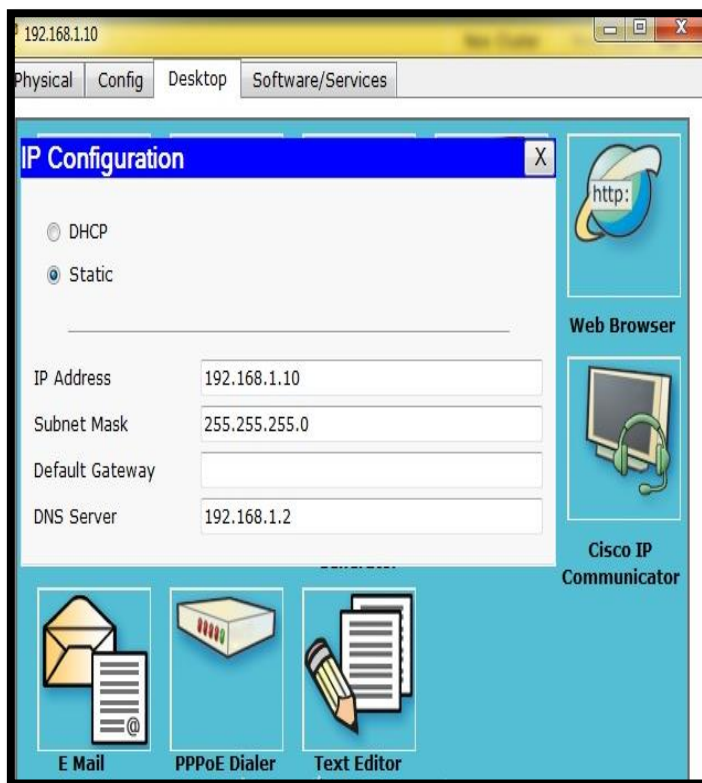 192.168.1.10
Physical
Config
Desktop
Software/Services
IP Configuration
X
http:
DHCP
Static
Web Browser
IP Address
192.168.1.10
Subnet Mask
255.255.255.0
Default Gateway
DNS Server
192.168.1.2
Cisco IP
Communicator
@
E Mail
PPPoE Dialer
Text Editor